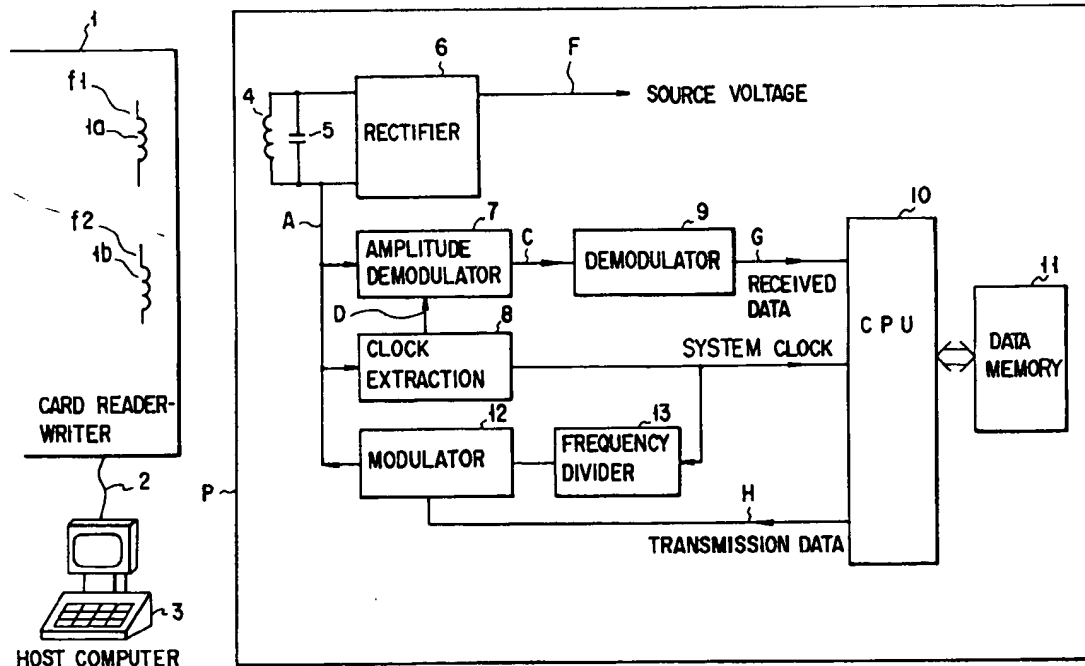 1
f1
1a
f2
1b
CARD READER-
WRITER
2
3
HOST COMPUTER
P
4
5
6
RECTIFIER
F
SOURCE VOLTAGE
A
7
AMPLITUDE
DEMODULATOR
C
9
DEMODULATOR
G
RECEIVED
DATA
10
CPU
11
DATA
MEMORY
D
8
CLOCK
EXTRACTION
SYSTEM CLOCK
12
MODULATOR
13
FREQUENCY
DIVIDER
H
TRANSMISSION DATA